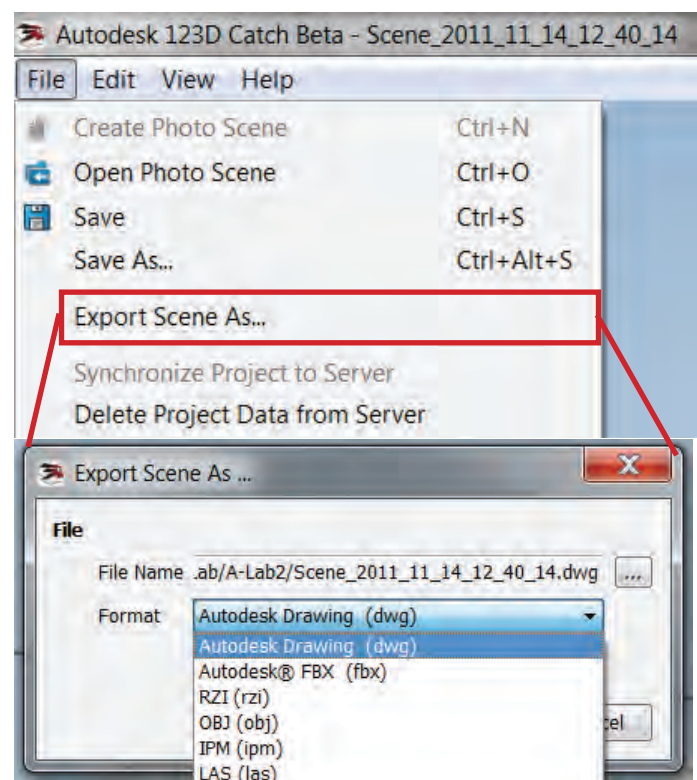 Autodesk 123D Catch Beta - Scene_2011_11_14_12_40_14
File Edit View Help
Create Photo Scene Ctrl+N
Open Photo Scene Ctrl+O
Save Ctrl+S
Save As... Ctrl+Alt+S
Export Scene As...
Synchronize Project to Server
Delete Project Data from Server
Export Scene As ...
File
File Name .ab/A-Lab2/Scene_2011_11_14_12_40_14.dwg ...
Format Autodesk Drawing (dwg)
Autodesk Drawing (dwg)
Autodesk® FBX (fbx)
RZI (rzi)
OBJ (obj)
IPM (ipm)
LAS (las)